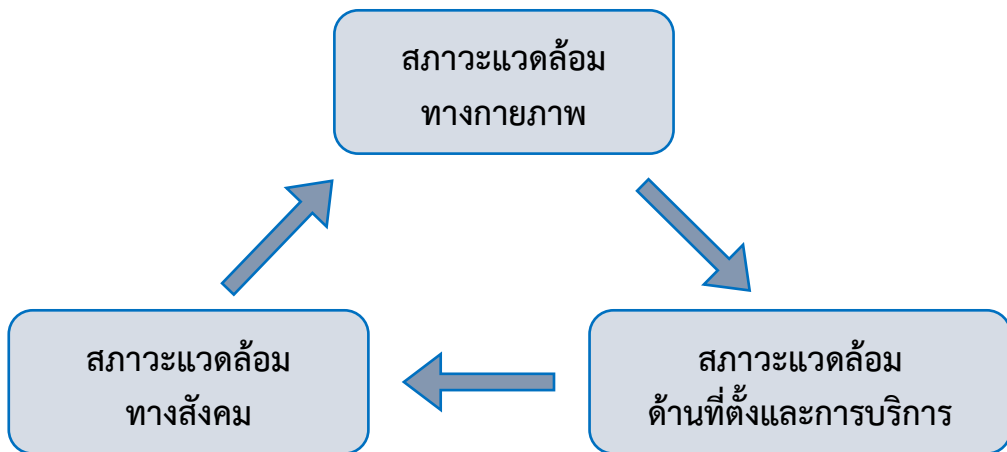 สภาวะแวดล้อม
ทางกายภาพ
สภาวะแวดล้อม
ทางสังคม
สภาวะแวดล้อม
ด้านที่ตั้งและการบริการ